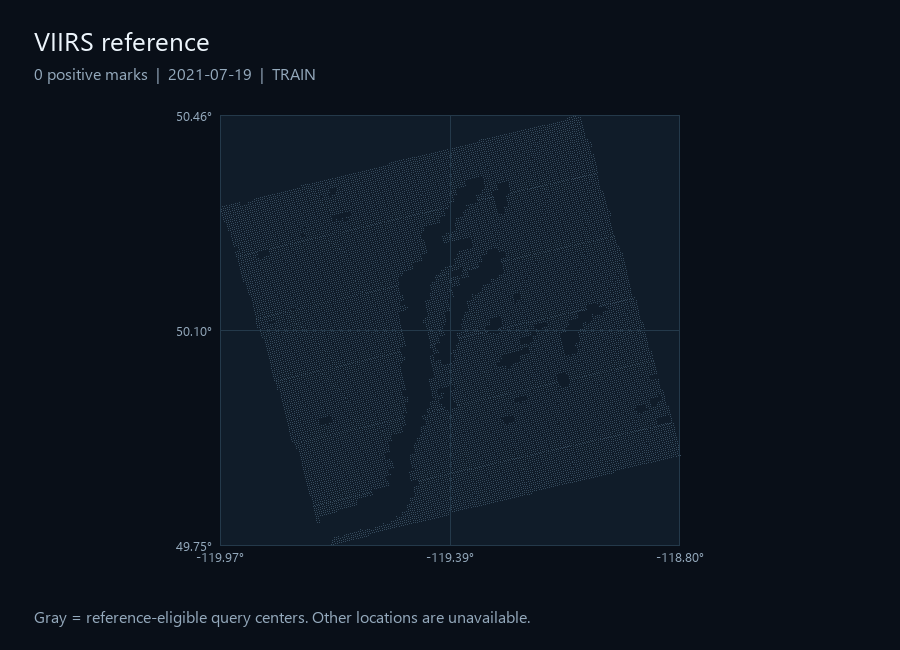 VIIRS reference
0 positive marks | 2021-07-19 | TRAIN
50.46°
50.10°
49.75°
-119.97°
-119.39°
-118.80°
Gray = reference-eligible query centers. Other locations are unavailable.